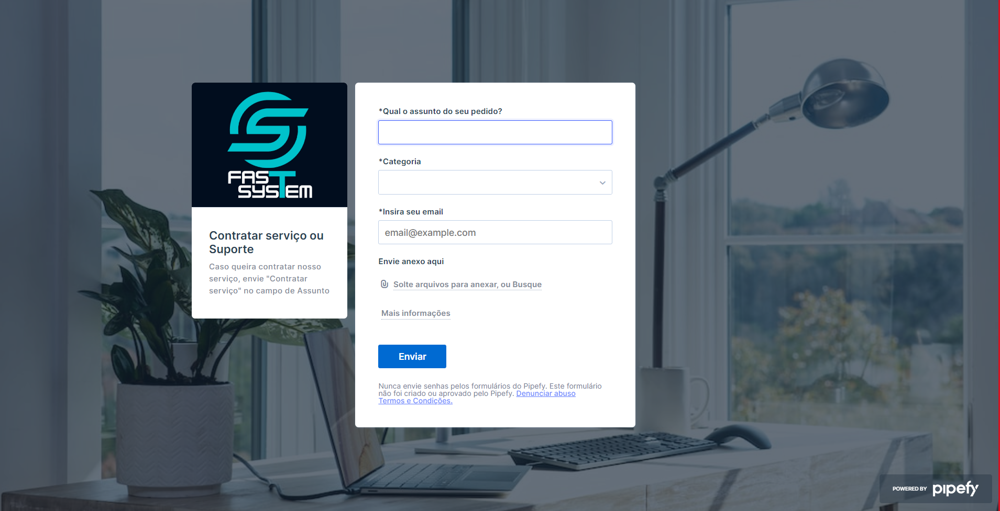 FAST
SYSTEM
Contratar serviço ou
Suporte
Caso queira contratar nosso
serviço, envie "Contratar
serviço" no campo de Assunto
*Qual o assunto do seu pedido?
*Categoria
*Insira seu email
email@example.com
Envie anexo aqui
Solte arquivos para anexar, ou Busque
Mais informações
Enviar
Nunca envie senhas pelos formulários do Pipefy. Este formulário
não foi criado ou aprovado pelo Pipefy. Denunciar abuso
Termos e Condições.
POWERED BY pipefy